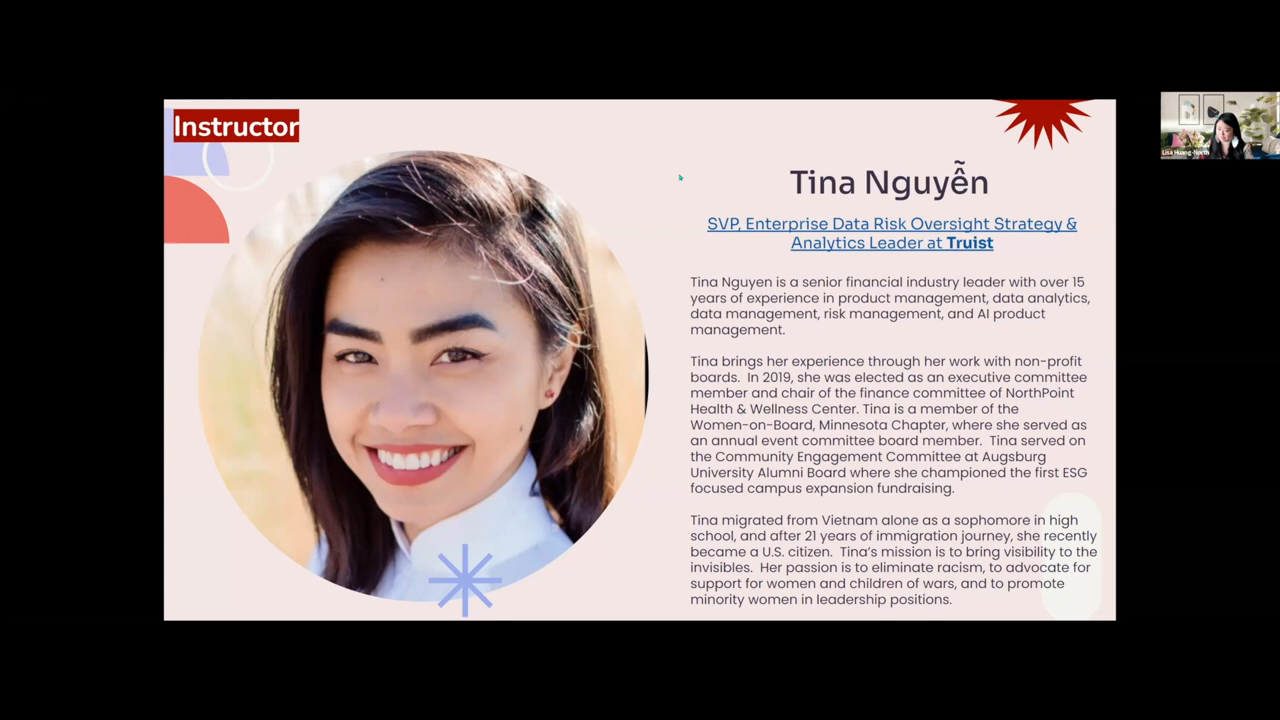 Instructor
Tina Nguyễn
SVP, Enterprise Data Risk Oversight Strategy &
Analytics Leader at Truist
Tina Nguyen is a senior financial industry leader with over 15
years of experience in product management, data analytics,
data management, risk management, and AI product
management.
Tina brings her experience through her work with non-profit
boards.  In 2019, she was elected as an executive committee
member and chair of the finance committee of NorthPoint
Health & Wellness Center. Tina is a member of the
Women-on-Board, Minnesota Chapter, where she served as
an annual event committee board member.  Tina served on
the Community Engagement Committee at Augsburg
University Alumni Board where she championed the first ESG
focused campus expansion fundraising.
Tina migrated from Vietnam alone as a sophomore in high
school, and after 21 years of immigration journey, she recently
became a U.S. citizen.  Tina’s mission is to bring visibility to the
invisibles.  Her passion is to eliminate racism, to advocate for
support for women and children of wars, and to promote
minority women in leadership positions.
Lisa Huang-North